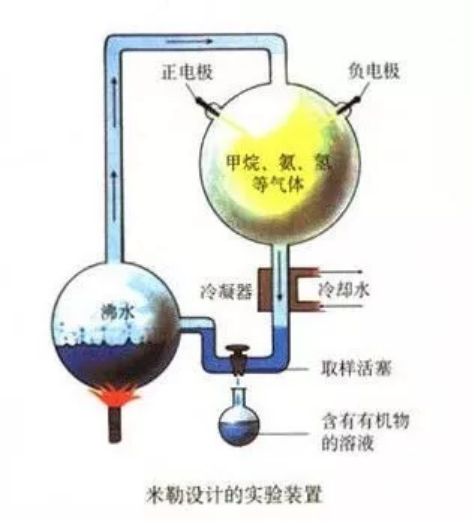 正电极
负电极
甲烷、氨、氢
等气体
沸水
冷凝器
冷却水
取样活塞
含有有机物
的溶液
米勒设计的实验装置